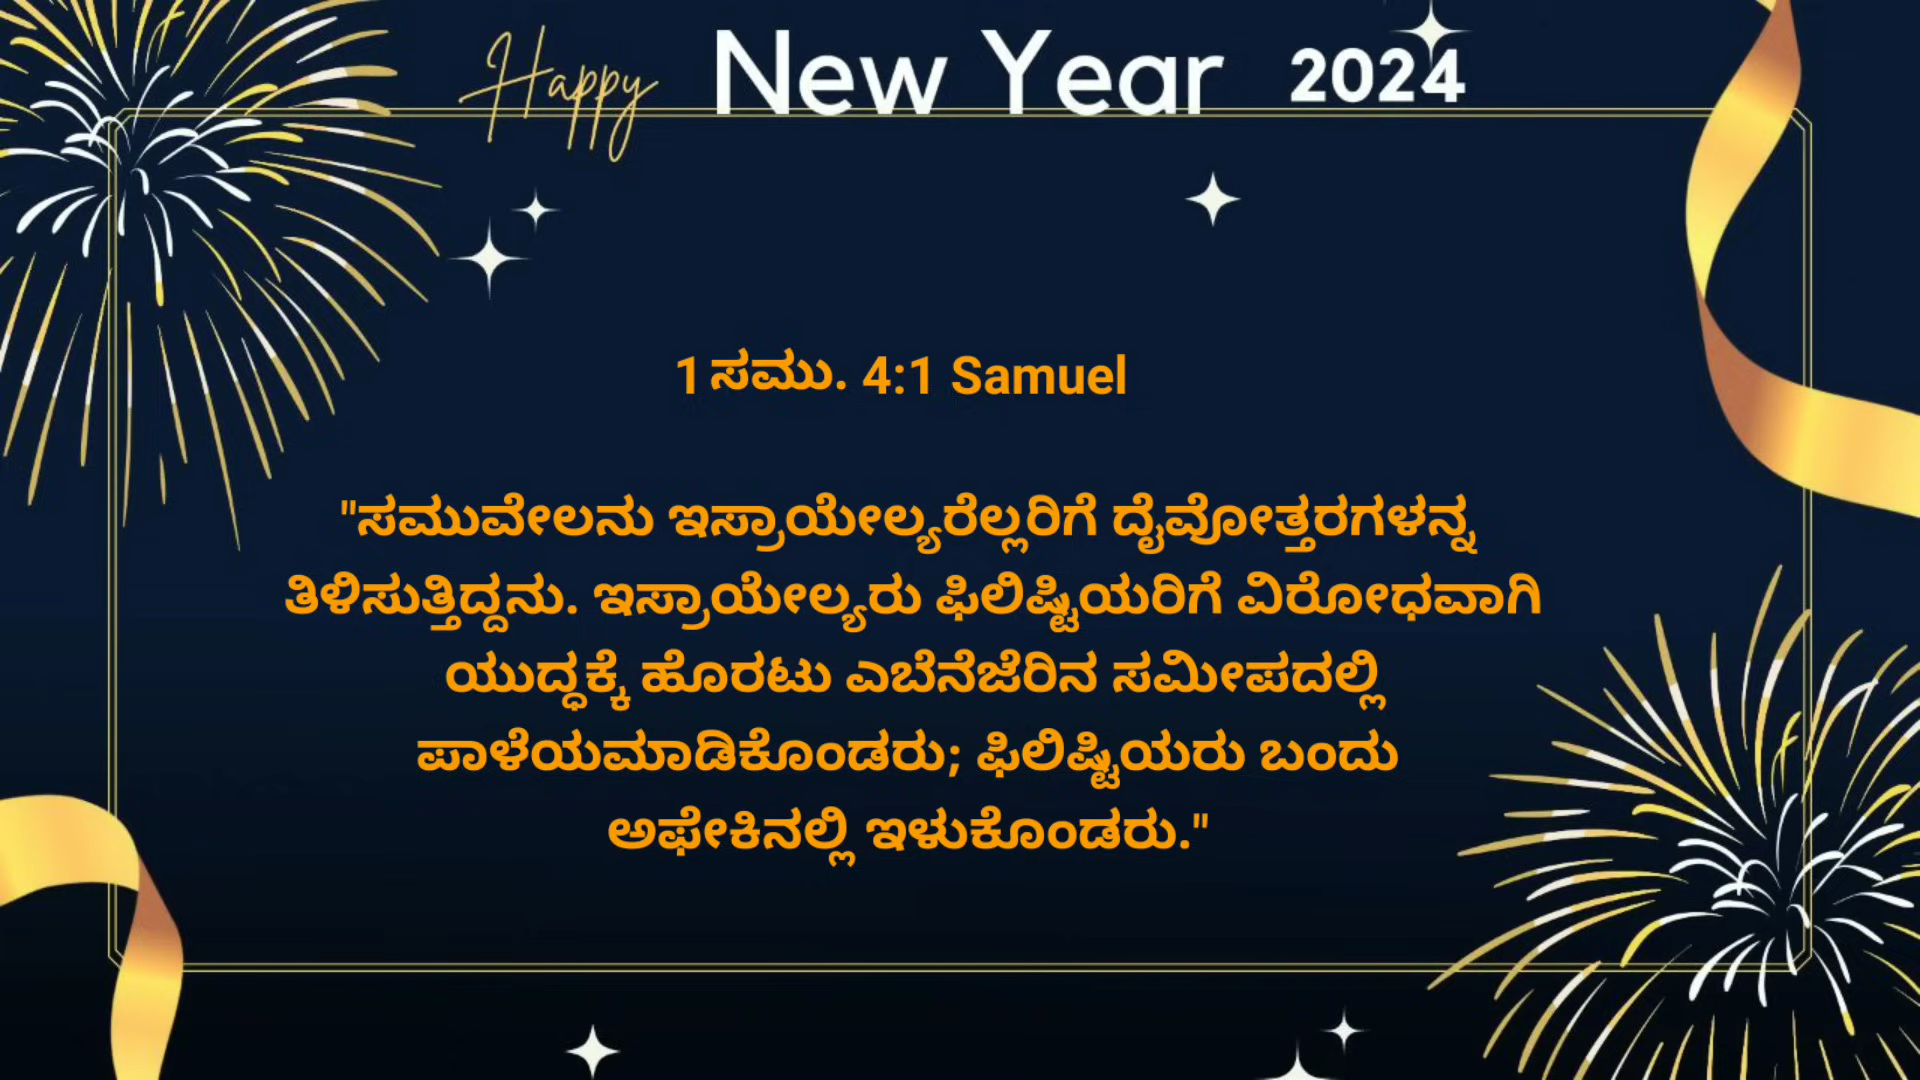 Happy New Year 2024
1 ಸಮು. 4:1 Samuel
"ಸಮುವೇಲನು ಇಸ್ರಾಯೇಲ್ಯರೆಲ್ಲರಿಗೆ ದೈವೋತ್ತರಗಳನ್ನ
ತಿಳಿಸುತ್ತಿದ್ದನು. ಇಸ್ರಾಯೇಲ್ಯರು ಫಿಲಿಷ್ಟಿಯರಿಗೆ ವಿರೋಧವಾಗಿ
ಯುದ್ಧಕ್ಕೆ ಹೊರಟು ಎಬೆನೆಜೆರಿನ ಸಮೀಪದಲ್ಲಿ
ಪಾಳೆಯಮಾಡಿಕೊಂಡರು; ಫಿಲಿಷ್ಟಿಯರು ಬಂದು
ಅಫೇಕಿನಲ್ಲಿ ಇಳುಕೊಂಡರು."